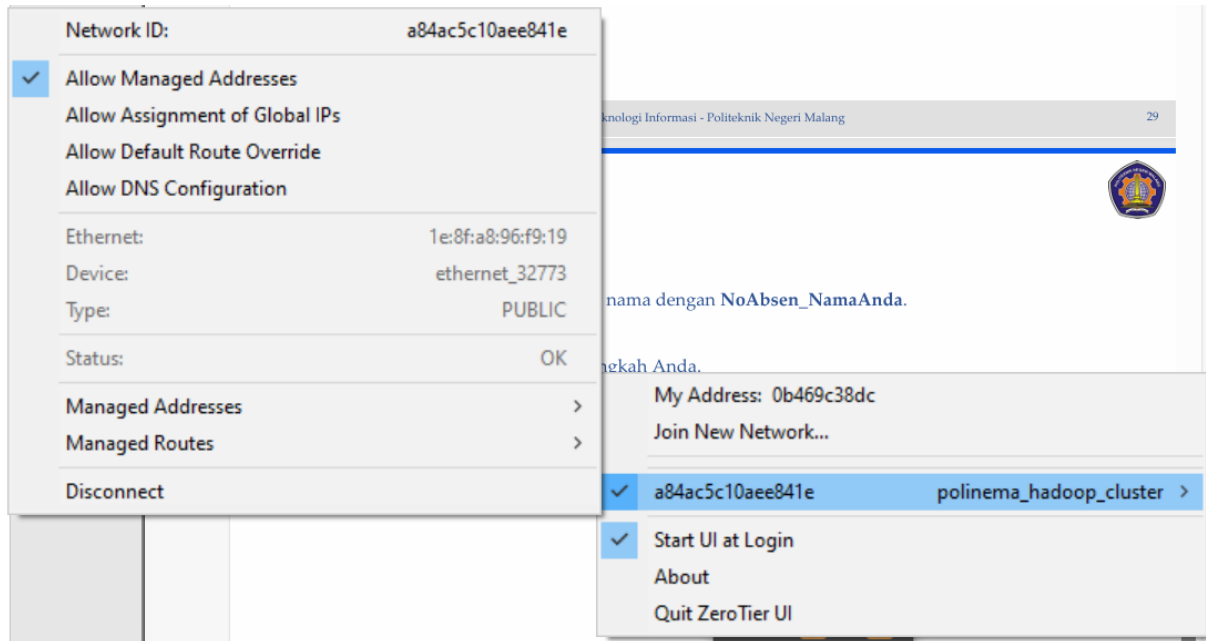 Network ID: a84ac5c10aee841e
Allow Managed Addresses
Allow Assignment of Global IPs
Allow Default Route Override
Allow DNS Configuration
Ethernet: 1e:8f:a8:96:f9:19
Device: ethernet_32773
Type: PUBLIC
Status: OK
Managed Addresses
Managed Routes
Disconnect
knologi Informasi - Politeknik Negeri Malang 29
nama dengan NoAbsen_NamaAnda.
ngkah Anda.
My Address: 0b469c38dc
Join New Network...
a84ac5c10aee841e polinema_hadoop_cluster
Start UI at Login
About
Quit ZeroTier UI